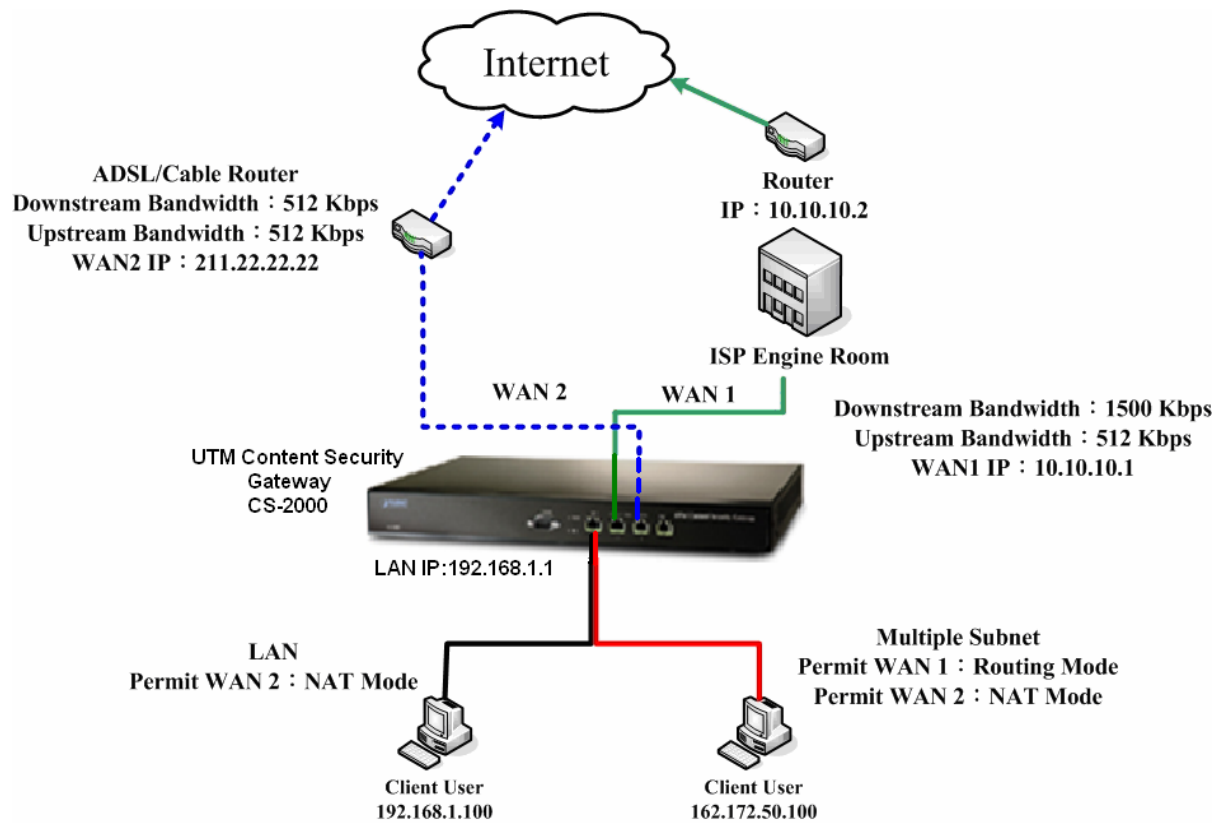 Internet
ADSL/Cable Router
Downstream Bandwidth：512 Kbps
Upstream Bandwidth：512 Kbps
WAN2 IP：211.22.22.22
Router
IP：10.10.10.2
ISP Engine Room
WAN 2
WAN 1
Downstream Bandwidth：1500 Kbps
Upstream Bandwidth：512 Kbps
WAN1 IP：10.10.10.1
UTM Content Security
Gateway
CS-2000
LAN IP:192.168.1.1
LAN
Permit WAN 2：NAT Mode
Multiple Subnet
Permit WAN 1：Routing Mode
Permit WAN 2：NAT Mode
Client User
192.168.1.100
Client User
162.172.50.100